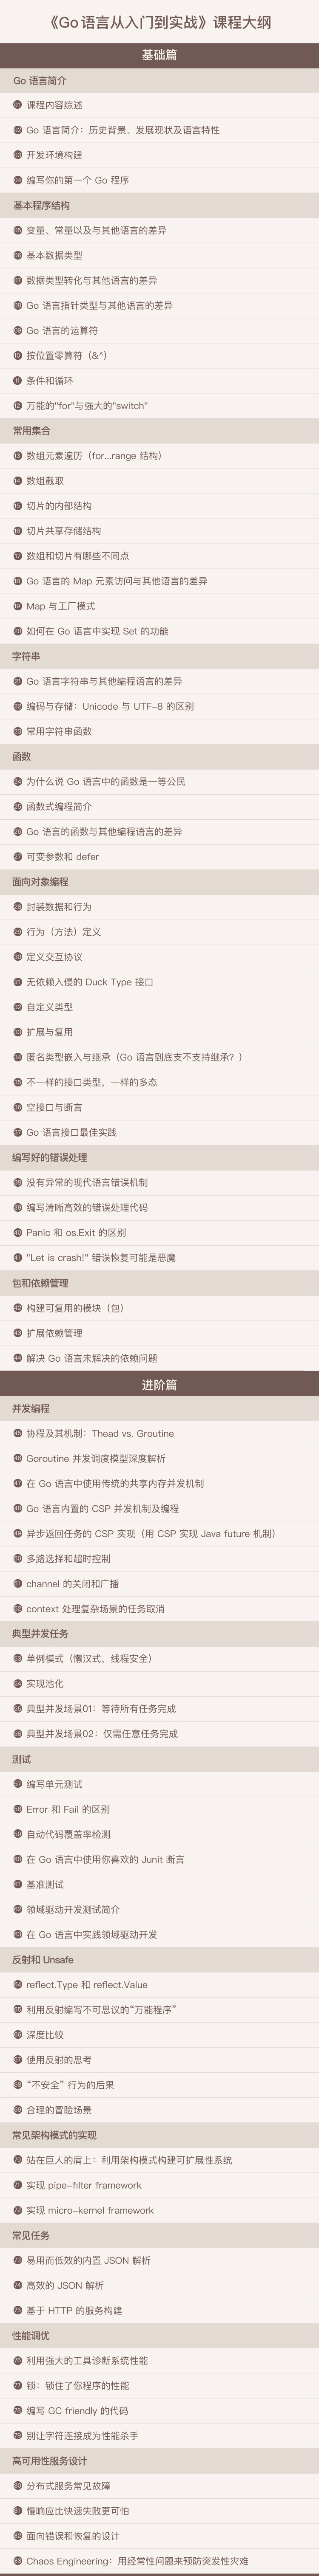 《Go语言从入门到实战》课程大纲
基础篇
Go 语言简介
01 课程内容综述
02 Go 语言简介：历史背景、发展现状及语言特性
03 开发环境构建
04 编写你的第一个 Go 程序
基本程序结构
05 变量、常量以及与其他语言的差异
06 基本数据类型
07 数据类型转化与其他语言的差异
08 Go 语言指针类型与其他语言的差异
09 Go 语言的运算符
10 按位置零算符（&^）
11 条件和循环
12 万能的"for"与强大的"switch"
常用集合
13 数组元素遍历（for...range 结构）
14 数组截取
15 切片的内部结构
16 切片共享存储结构
17 数组和切片有哪些不同点
18 Go 语言的 Map 元素访问与其他语言的差异
19 Map 与工厂模式
20 如何在 Go 语言中实现 Set 的功能
字符串
21 Go 语言字符串与其他编程语言的差异
22 编码与存储：Unicode 与 UTF-8 的区别
23 常用字符串函数
函数
24 为什么说 Go 语言中的函数是一等公民
25 函数式编程简介
26 Go 语言的函数与其他编程语言的差异
27 可变参数和 defer
面向对象编程
28 封装数据和行为
29 行为（方法）定义
30 定义交互协议
31 无依赖入侵的 Duck Type 接口
32 自定义类型
33 扩展与复用
34 匿名类型嵌入与继承（Go 语言到底支不支持继承？）
35 不一样的接口类型，一样的多态
36 空接口与断言
37 Go 语言接口最佳实践
编写好的错误处理
38 没有异常的现代语言错误机制
39 编写清晰高效的错误处理代码
40 Panic 和 os.Exit 的区别
41 "Let is crash!" 错误恢复可能是恶魔
包和依赖管理
42 构建可复用的模块（包）
43 扩展依赖管理
44 解决 Go 语言未解决的依赖问题
进阶篇
并发编程
45 协程及其机制：Thead vs. Groutine
46 Goroutine 并发调度模型深度解析
47 在 Go 语言中使用传统的共享内存并发机制
48 Go 语言内置的 CSP 并发机制及编程
49 异步返回任务的 CSP 实现（用 CSP 实现 Java future 机制）
50 多路选择和超时控制
51 channel 的关闭和广播
52 context 处理复杂场景的任务取消
典型并发任务
53 单例模式（懒汉式，线程安全）
54 实现池化
55 典型并发场景01：等待所有任务完成
56 典型并发场景02：仅需任意任务完成
测试
57 编写单元测试
58 Error 和 Fail 的区别
59 自动代码覆盖率检测
60 在 Go 语言中使用你喜欢的 Junit 断言
61 基准测试
62 领域驱动开发测试简介
63 在 Go 语言中实践领域驱动开发
反射和 Unsafe
64 reflect.Type 和 reflect.Value
65 利用反射编写不可思议的“万能程序”
66 深度比较
67 使用反射的思考
68 “不安全” 行为的后果
69 合理的冒险场景
常见架构模式的实现
70 站在巨人的肩上：利用架构模式构建可扩展性系统
71 实现 pipe-filter framework
72 实现 micro-kernel framework
常见任务
73 易用而低效的内置 JSON 解析
74 高效的 JSON 解析
75 基于 HTTP 的服务构建
性能调优
76 利用强大的工具诊断系统性能
77 锁：锁住了你程序的性能
78 编写 GC friendly 的代码
79 别让字符连接成为性能杀手
高可用性服务设计
80 分布式服务常见故障
81 慢响应比快速失败更可怕
82 面向错误和恢复的设计
83 Chaos Engineering：用经常性问题来预防突发性灾难